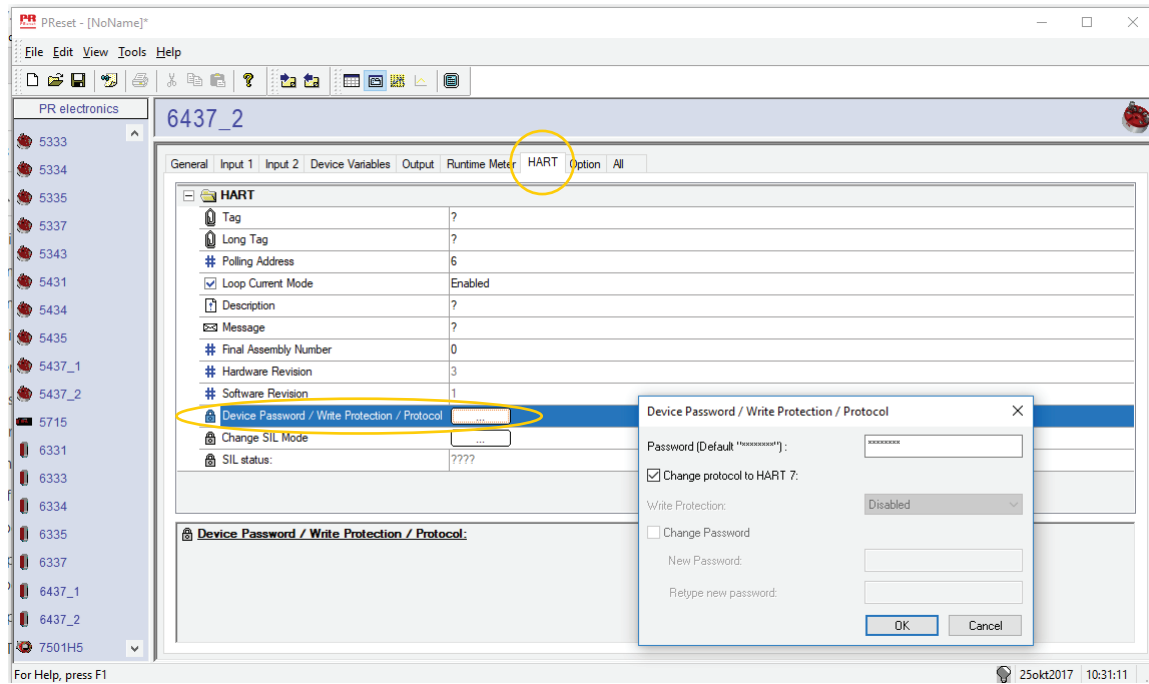 PR PReset - [NoName]*
File Edit View Tools Help
PR electronics
6437_2
5333
5334
5335
5337
5343
5431
5434
5435
5437_1
5437_2
5715
6331
6333
6334
6335
6337
6437_1
6437_2
7501H5
General Input 1 Input 2 Device Variables Output Runtime Meter HART Option All
HART
Tag ?
Long Tag ?
Polling Address 6
Loop Current Mode Enabled
Description ?
Message ?
Final Assembly Number 0
Hardware Revision 3
Software Revision 1
Device Password / Write Protection / Protocol ...
Change SIL Mode ...
SIL status: ????
Device Password / Write Protection / Protocol:
Device Password / Write Protection / Protocol
Password (Default "********") : ********
Change protocol to HART 7:
Write Protection: Disabled
Change Password
New Password:
Retype new password:
OK Cancel
For Help, press F1 25okt2017 10:31:11